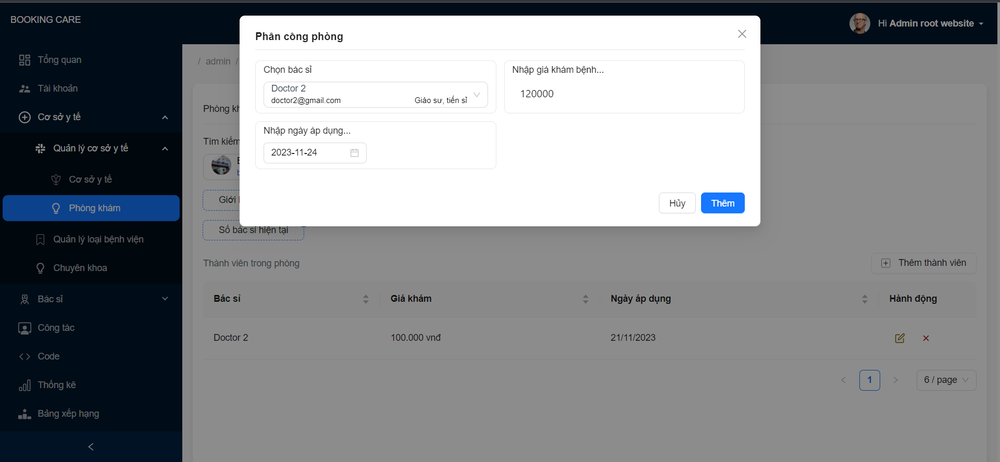 BOOKING CARE
Hi Admin root website
Tổng quan
Tài khoản
Cơ sở y tế
Quản lý cơ sở y tế
Cơ sở y tế
Phòng khám
Quản lý loại bệnh viện
Chuyên khoa
Bác sĩ
Công tác
Code
Thống kê
Bảng xếp hạng
/ admin /
Phân công phòng
Chọn bác sĩ
Doctor 2
doctor2@gmail.com Giáo sư, tiến sĩ
Nhập giá khám bệnh...
120000
Nhập ngày áp dụng...
2023-11-24
Hủy Thêm
Phòng
Tìm kiếm
Giới
Số bác sĩ hiện tại
Thành viên trong phòng
Thêm thành viên
Bác sĩ Giá khám Ngày áp dụng Hành động
Doctor 2 100.000 vnđ 21/11/2023
1 6 / page